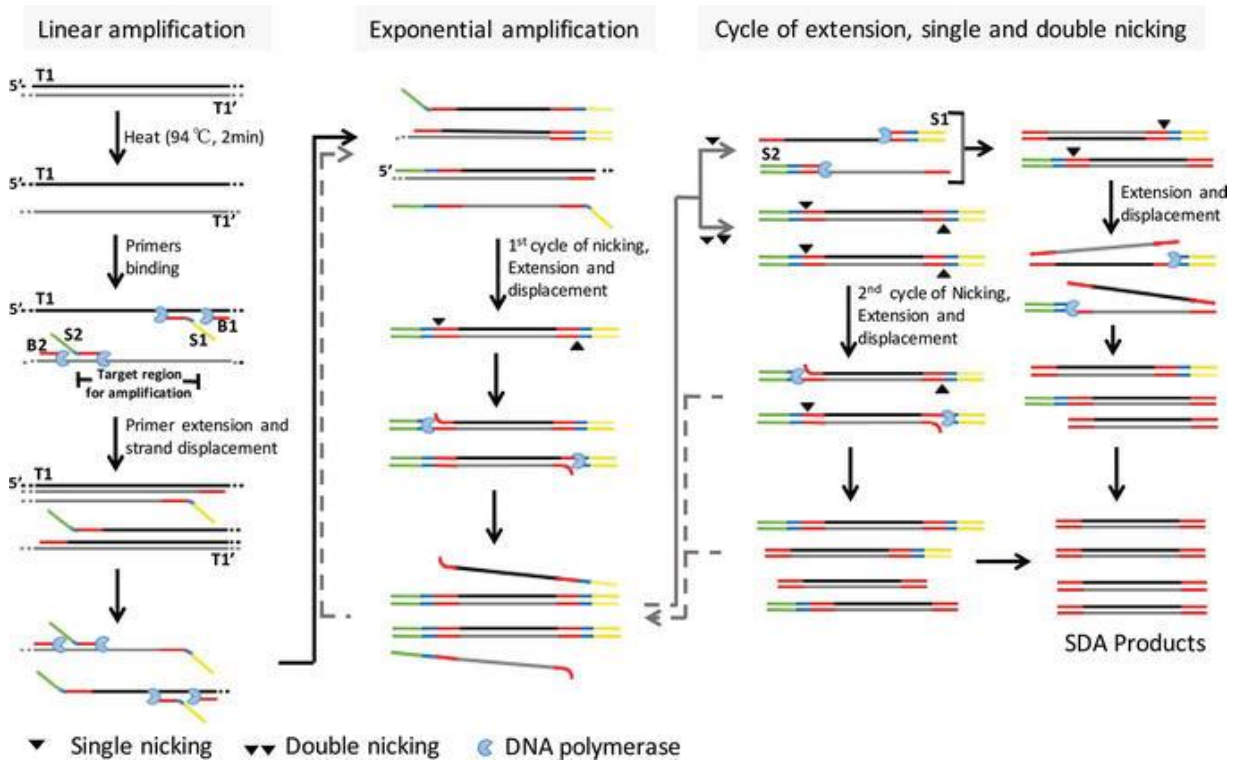 Linear amplification
Exponential amplification
Cycle of extension, single and double nicking
5'
T1
T1'
Heat (94 ℃, 2min)
5'
T1
T1'
Primers
binding
5'
T1
B1
S1
S2
B2
Target region
for amplification
Primer extension and
strand displacement
5'
T1
T1'
5'
1st cycle of nicking,
Extension and
displacement
S1
S2
2nd cycle of Nicking,
Extension and
displacement
Extension and
displacement
SDA Products
Single nicking
Double nicking
DNA polymerase